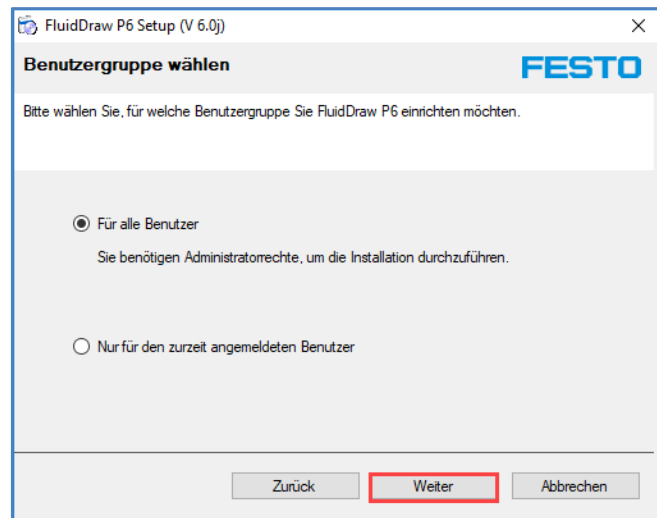 FluidDraw P6 Setup (V 6.0j)
Benutzergruppe wählen
FESTO
Bitte wählen Sie, für welche Benutzergruppe Sie FluidDraw P6 einrichten möchten.
Für alle Benutzer
Sie benötigen Administratorrechte, um die Installation durchzuführen.
Nur für den zurzeit angemeldeten Benutzer
Zurück
Weiter
Abbrechen